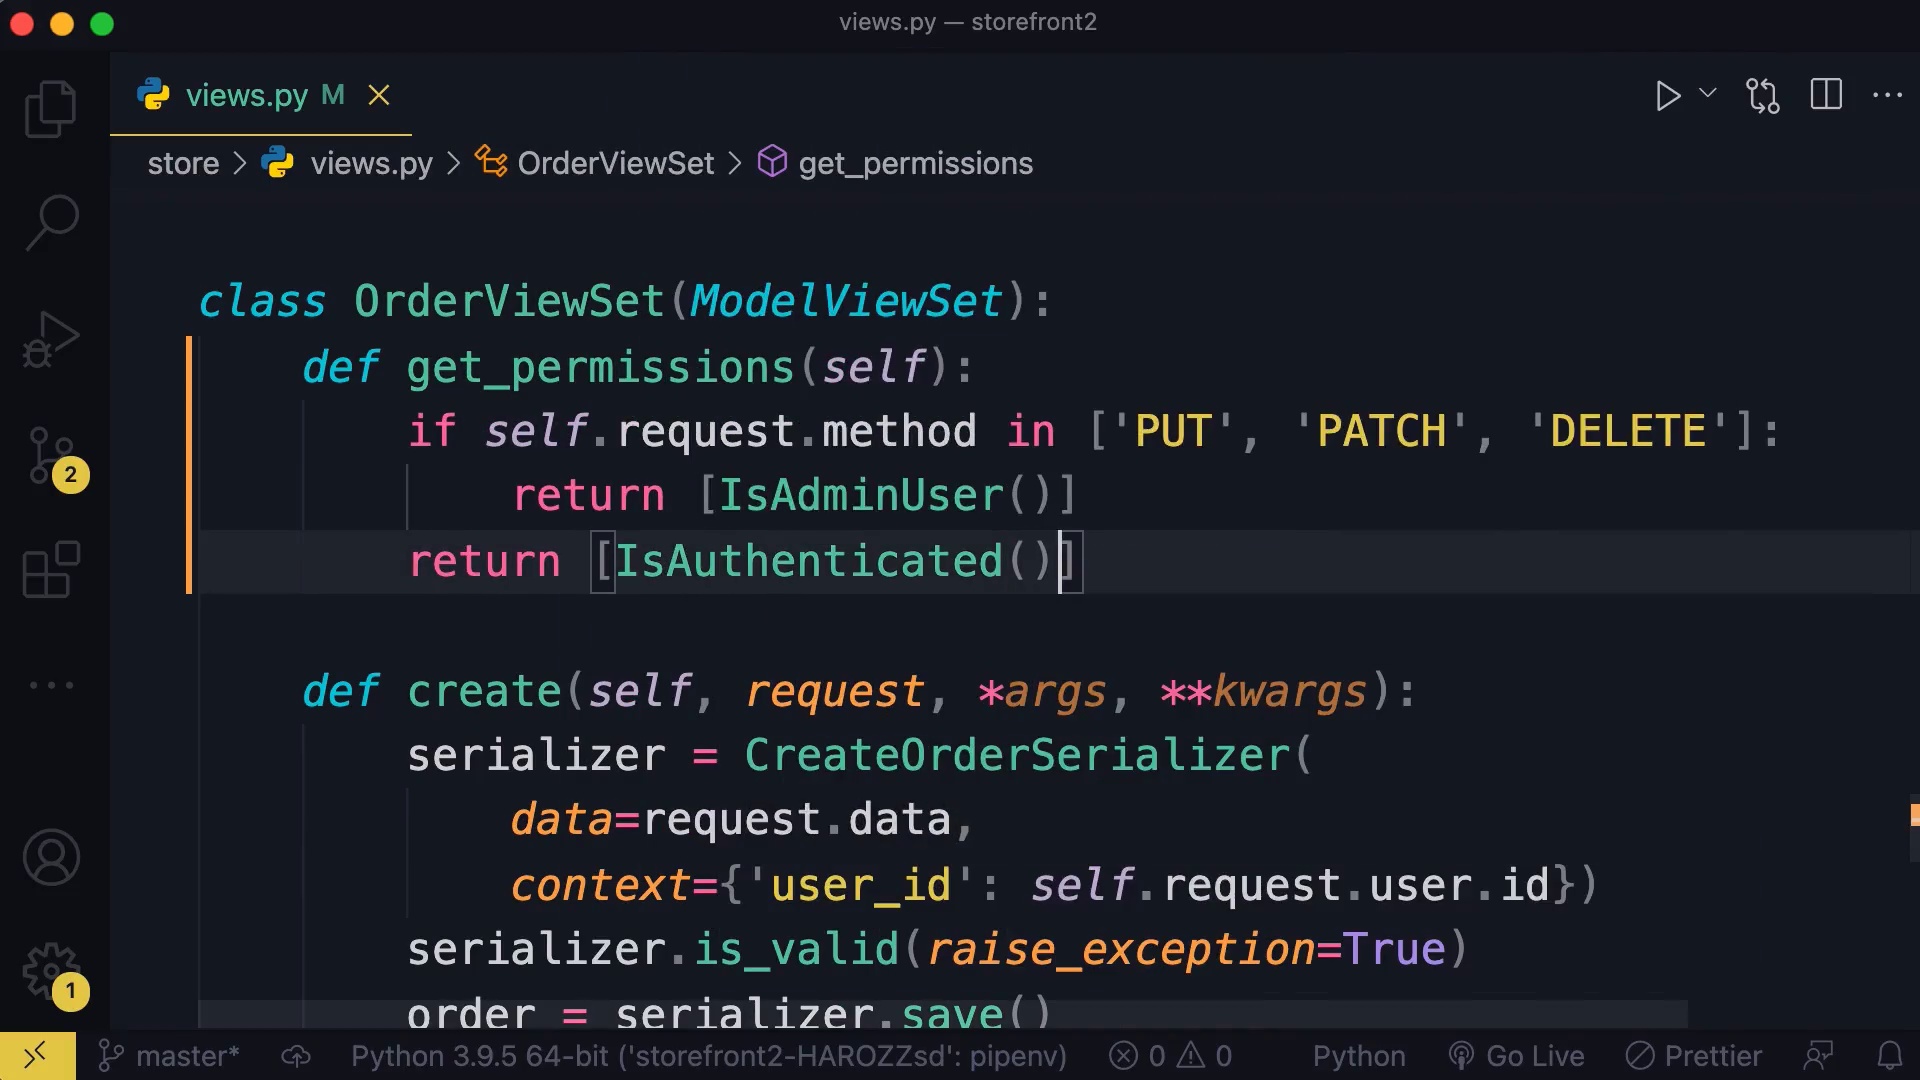 views.py — storefront2
views.py M
store > views.py > OrderViewSet > get_permissions
class OrderViewSet(ModelViewSet):
    def get_permissions(self):
        if self.request.method in ['PUT', 'PATCH', 'DELETE']:
            return [IsAdminUser()]
        return [IsAuthenticated()]
    def create(self, request, *args, **kwargs):
        serializer = CreateOrderSerializer(
            data=request.data,
            context={'user_id': self.request.user.id})
        serializer.is_valid(raise_exception=True)
        order = serializer.save()
2
1
master* Python 3.9.5 64-bit ('storefront2-HAROZZsd': pipenv) 0 0 Python Go Live Prettier